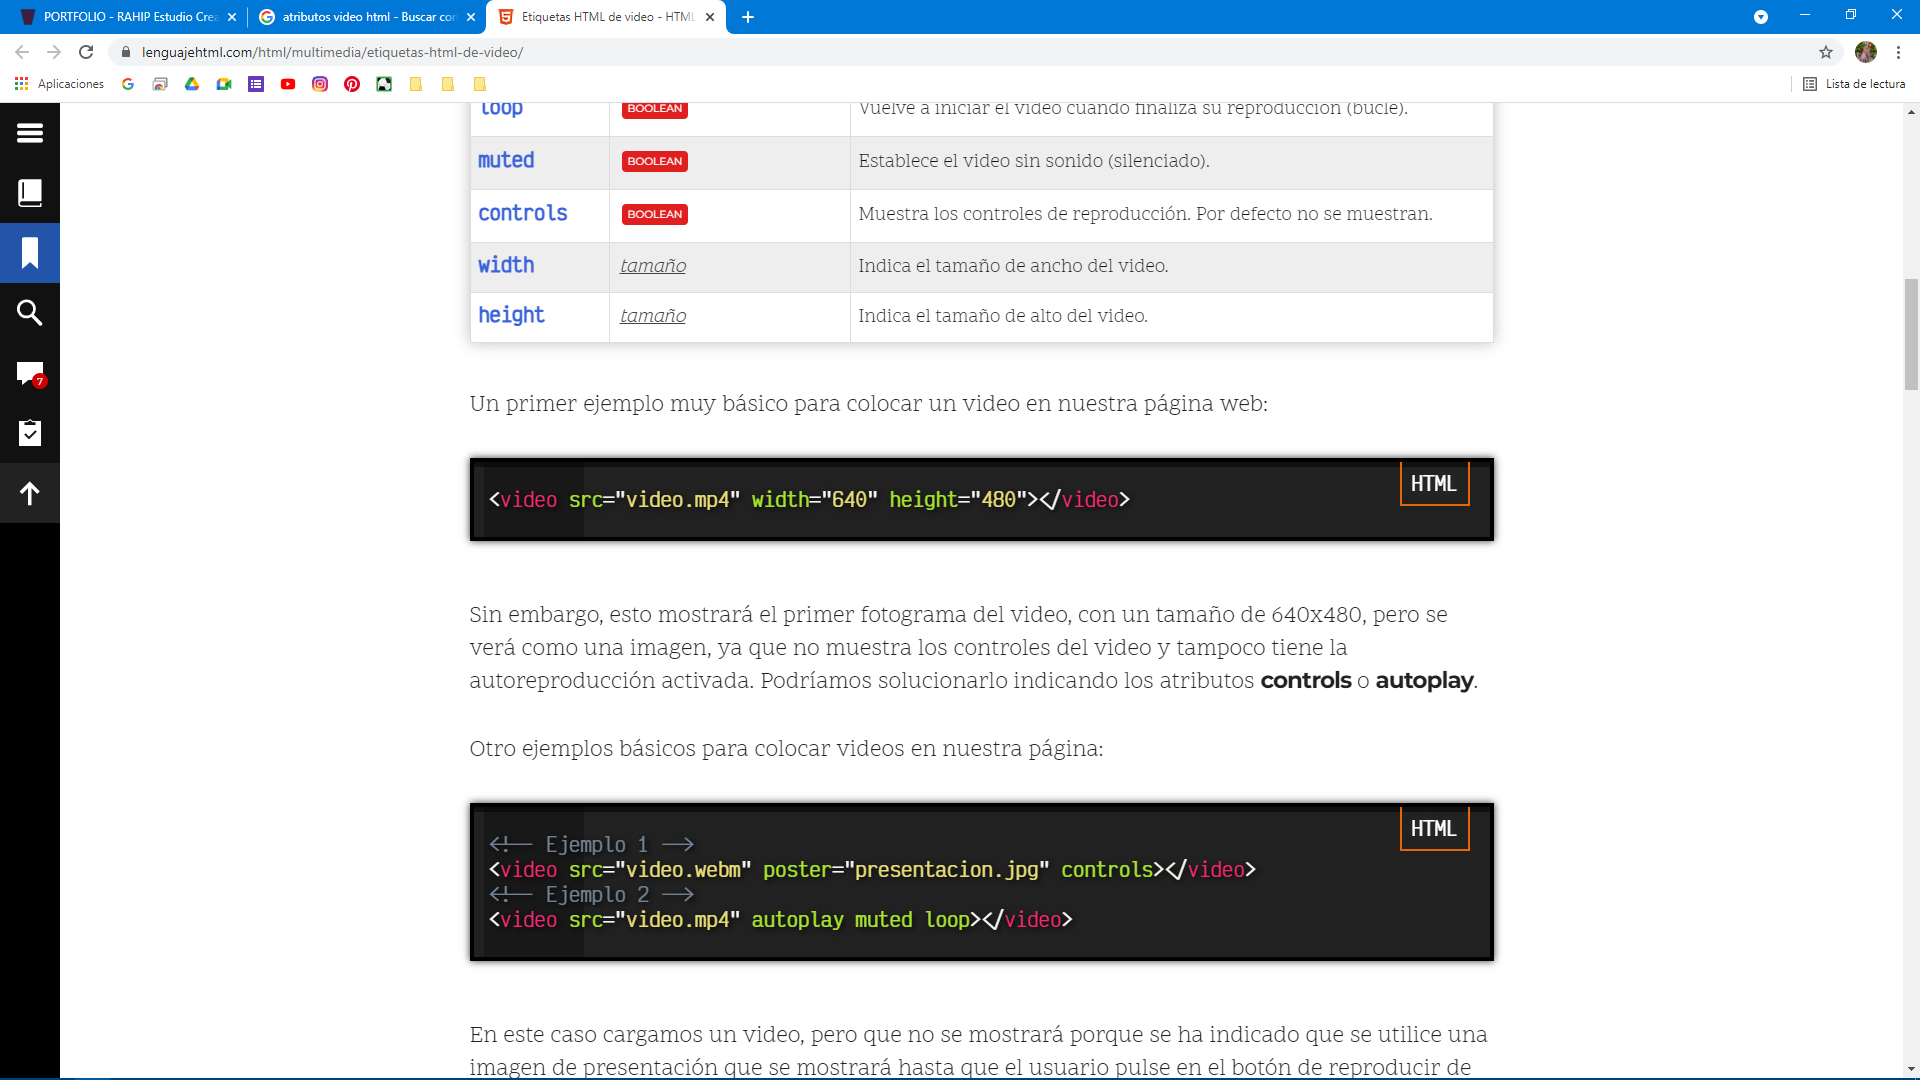 PORTFOLIO - RAHIP Estudio Crea
atributos video html - Buscar con
Etiquetas HTML de video - HTML
lenguajehtml.com/html/multimedia/etiquetas-html-de-video/
Aplicaciones
Lista de lectura
7
loop BOOLEAN Vuelve a iniciar el video cuando finaliza su reproducción (bucle).
muted BOOLEAN Establece el video sin sonido (silenciado).
controls BOOLEAN Muestra los controles de reproducción. Por defecto no se muestran.
width tamaño Indica el tamaño de ancho del video.
height tamaño Indica el tamaño de alto del video.
Un primer ejemplo muy básico para colocar un video en nuestra página web:
HTML
<video src="video.mp4" width="640" height="480"></video>
Sin embargo, esto mostrará el primer fotograma del video, con un tamaño de 640x480, pero se
verá como una imagen, ya que no muestra los controles del video y tampoco tiene la
autoreproducción activada. Podríamos solucionarlo indicando los atributos controls o autoplay.
Otro ejemplos básicos para colocar videos en nuestra página:
HTML
<!-- Ejemplo 1 -->
<video src="video.webm" poster="presentacion.jpg" controls></video>
<!-- Ejemplo 2 -->
<video src="video.mp4" autoplay muted loop></video>
En este caso cargamos un video, pero que no se mostrará porque se ha indicado que se utilice una
imagen de presentación que se mostrará hasta que el usuario pulse en el botón de reproducir de